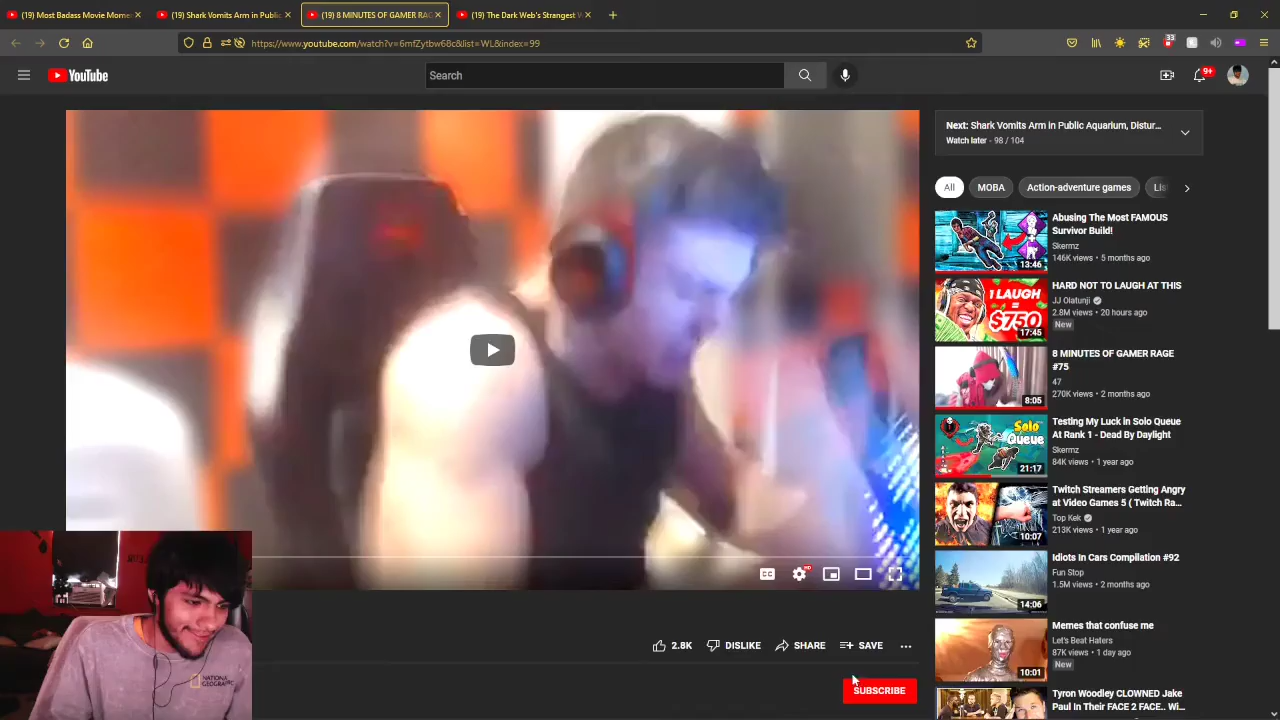 (19) Most Badass Movie Mome
(19) Shark Vomits Arm in Public
(19) 8 MINUTES OF GAMER RAG
(19) The Dark Web's Strangest V
https://www.youtube.com/watch?v=6mfZytbw68c&list=WL&index=99
33
YouTube
Search
9+
Next: Shark Vomits Arm in Public Aquarium, Distur...
Watch later - 98 / 104
All
MOBA
Action-adventure games
Lis
Abusing The Most FAMOUS
Survivor Build!
Skermz
146K views • 5 months ago
13:46
HARD NOT TO LAUGH AT THIS
JJ Olatunji
2.8M views • 20 hours ago
New
1 LAUGH
= $750
17:45
8 MINUTES OF GAMER RAGE
#75
47
270K views • 2 months ago
8:05
Testing My Luck in Solo Queue
At Rank 1 - Dead By Daylight
Skermz
84K views • 1 year ago
Solo
Queue
21:17
Twitch Streamers Getting Angry
at Video Games 5 ( Twitch Ra...
Top Kek
213K views • 1 year ago
10:07
Idiots In Cars Compilation #92
Fun Stop
1.5M views • 2 months ago
14:06
Memes that confuse me
Let's Beat Haters
87K views • 1 day ago
New
10:01
Tyron Woodley CLOWNED Jake
Paul In Their FACE 2 FACE.. Wi...
CC
HD
2.8K
DISLIKE
SHARE
SAVE
SUBSCRIBE
NATIONAL
GEOGRAPHIC